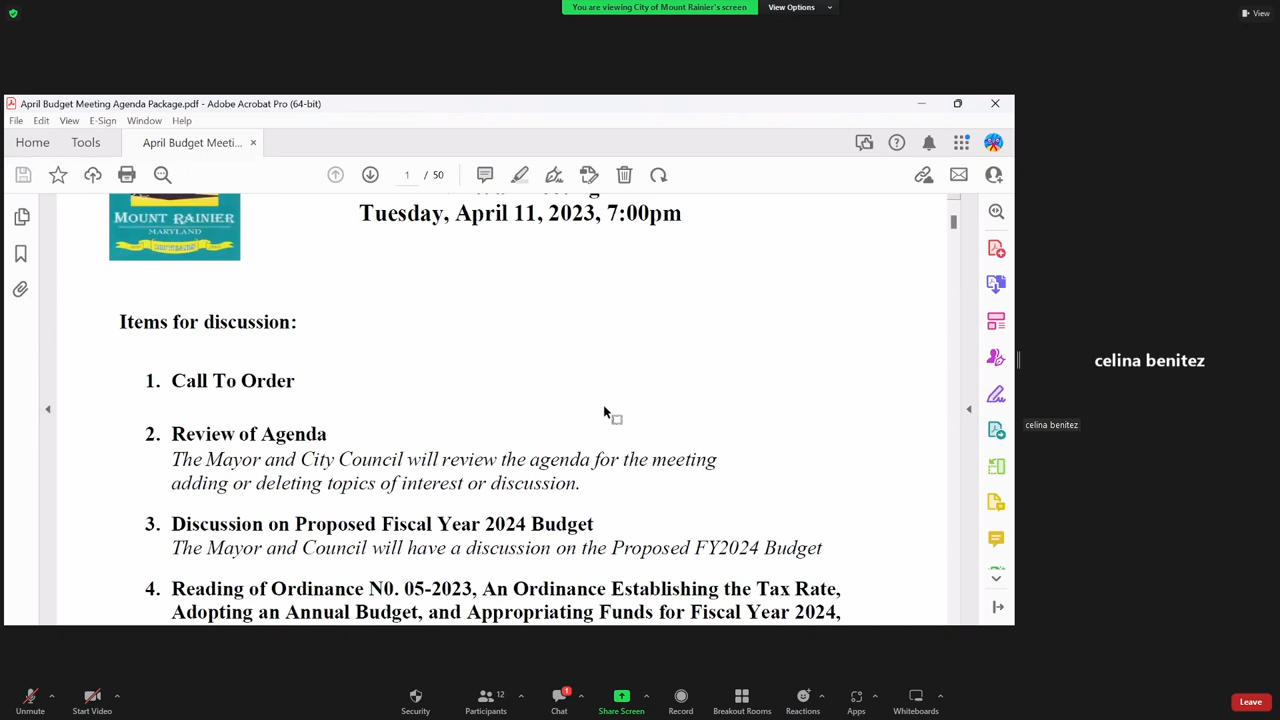 You are viewing City of Mount Rainier's screen
View Options
View
April Budget Meeting Agenda Package.pdf - Adobe Acrobat Pro (64-bit)
File Edit View E-Sign Window Help
Home Tools April Budget Meeti...
1 / 50
MOUNT RAINIER
MARYLAND
Tuesday, April 11, 2023, 7:00pm
Items for discussion:
1. Call To Order
2. Review of Agenda
The Mayor and City Council will review the agenda for the meeting
adding or deleting topics of interest or discussion.
3. Discussion on Proposed Fiscal Year 2024 Budget
The Mayor and Council will have a discussion on the Proposed FY2024 Budget
4. Reading of Ordinance N0. 05-2023, An Ordinance Establishing the Tax Rate,
Adopting an Annual Budget, and Appropriating Funds for Fiscal Year 2024,
celina benitez
celina benitez
Unmute Start Video Security Participants 12 Chat 1 Share Screen Record Breakout Rooms Reactions Apps Whiteboards Leave